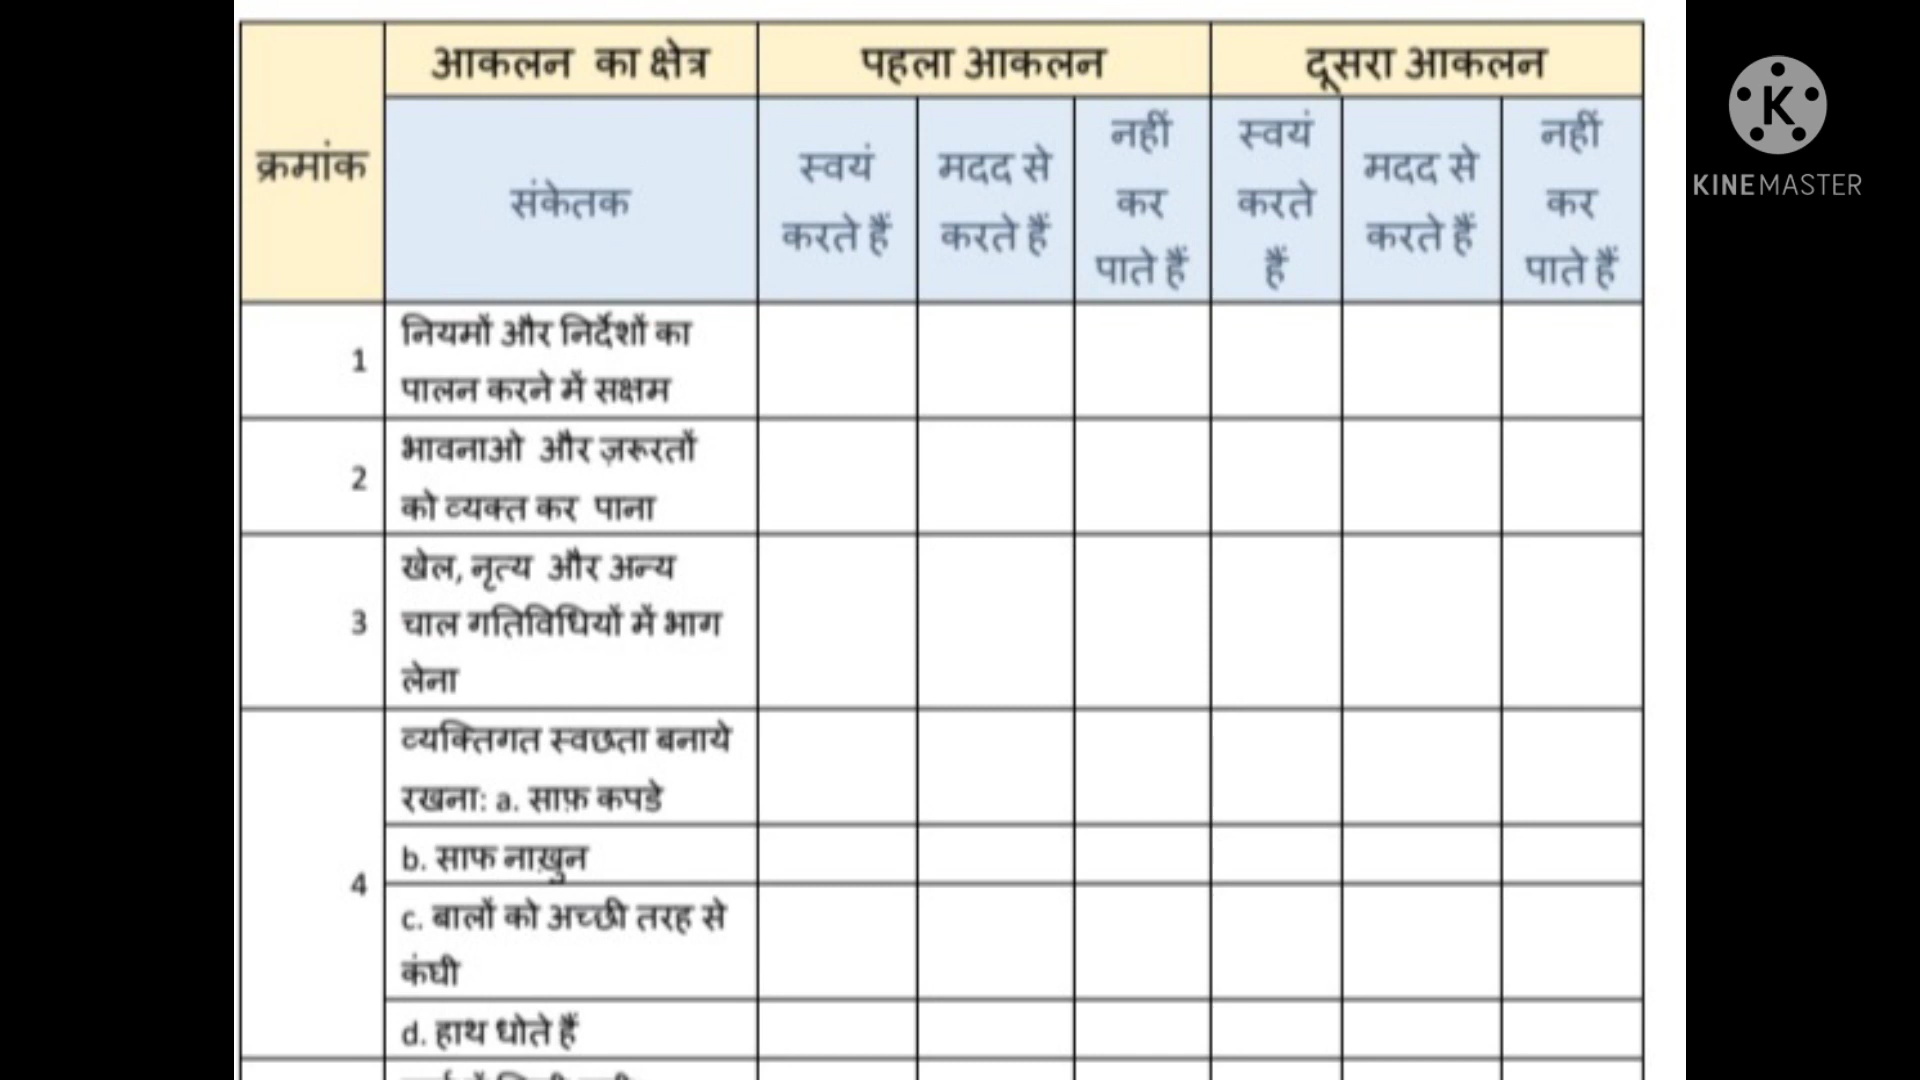 आकलन का क्षेत्र
पहला आकलन
दूसरा आकलन
क्रमांक
संकेतक
स्वयं
करते हैं
मदद से
करते हैं
नहीं
कर
पाते हैं
स्वयं
करते
हैं
मदद से
करते हैं
नहीं
कर
पाते हैं
1
नियमों और निर्देशों का
पालन करने में सक्षम
2
भावनाओ और ज़रूरतों
को व्यक्त कर पाना
3
खेल, नृत्य और अन्य
चाल गतिविधियों में भाग
लेना
4
व्यक्तिगत स्वछता बनाये
रखना: a. साफ़ कपडे
b. साफ नाख़ुन
c. बालों को अच्छी तरह से
कंघी
d. हाथ धोते हैं
K
KINEMASTER